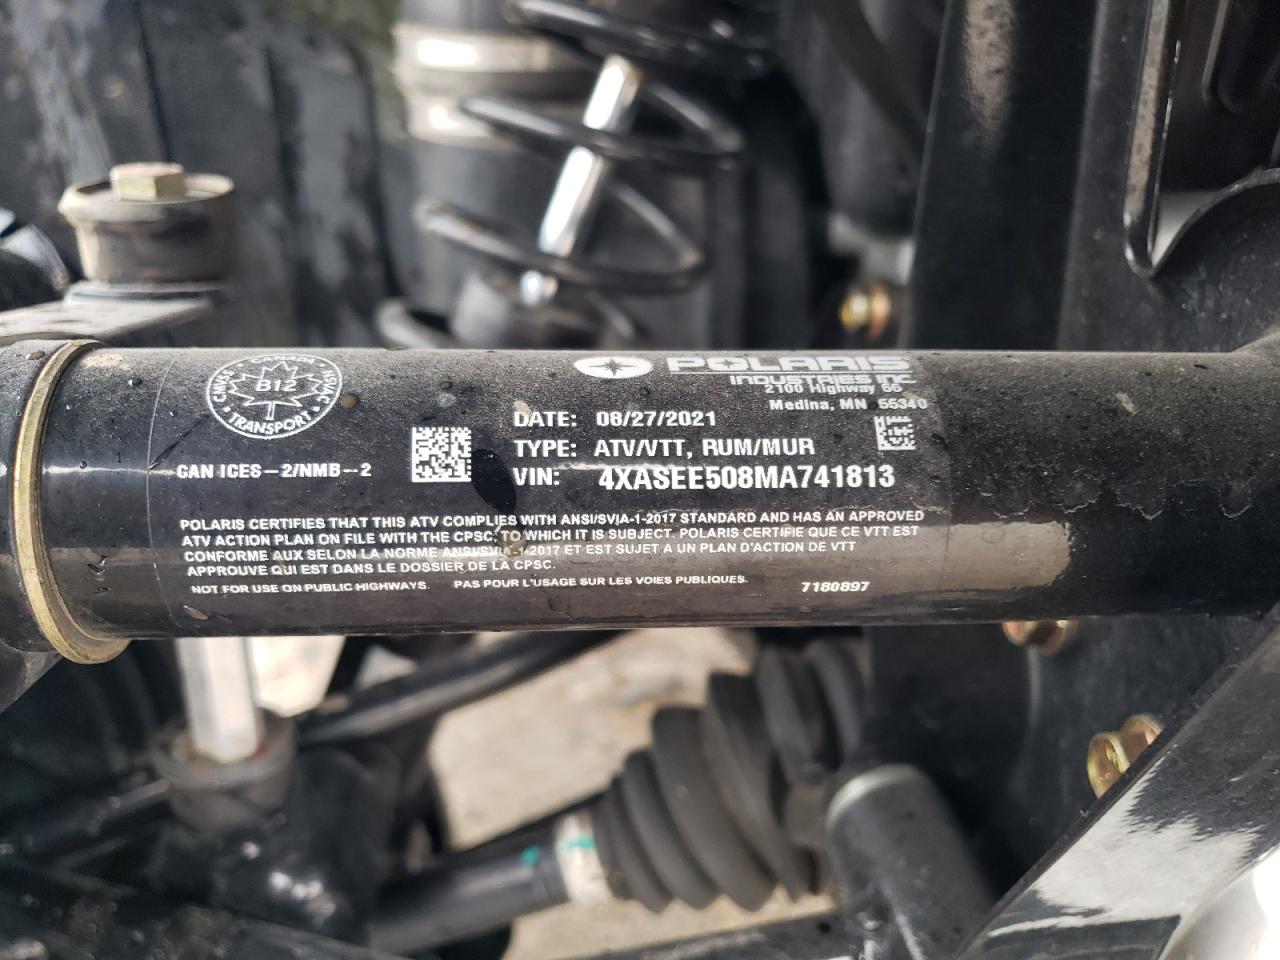 POLARIS
INDUSTRIES INC
2100 Highway 55
Medina, MN 55340
CANADA
CMVSS
NSVAC
B12
TRANSPORT
CAN ICES-2/NMB-2
DATE: 08/27/2021
TYPE: ATV/VTT, RUM/MUR
VIN: 4XASEE508MA741813
POLARIS CERTIFIES THAT THIS ATV COMPLIES WITH ANSI/SVIA-1-2017 STANDARD AND HAS AN APPROVED
ATV ACTION PLAN ON FILE WITH THE CPSC, TO WHICH IT IS SUBJECT. POLARIS CERTIFIE QUE CE VTT EST
CONFORME AUX SELON LA NORME ANSI/SVIA-1-2017 ET EST SUJET A UN PLAN D'ACTION DE VTT
APPROUVE QUI EST DANS LE DOSSIER DE LA CPSC.
NOT FOR USE ON PUBLIC HIGHWAYS. PAS POUR L'USAGE SUR LES VOIES PUBLIQUES. 7180897